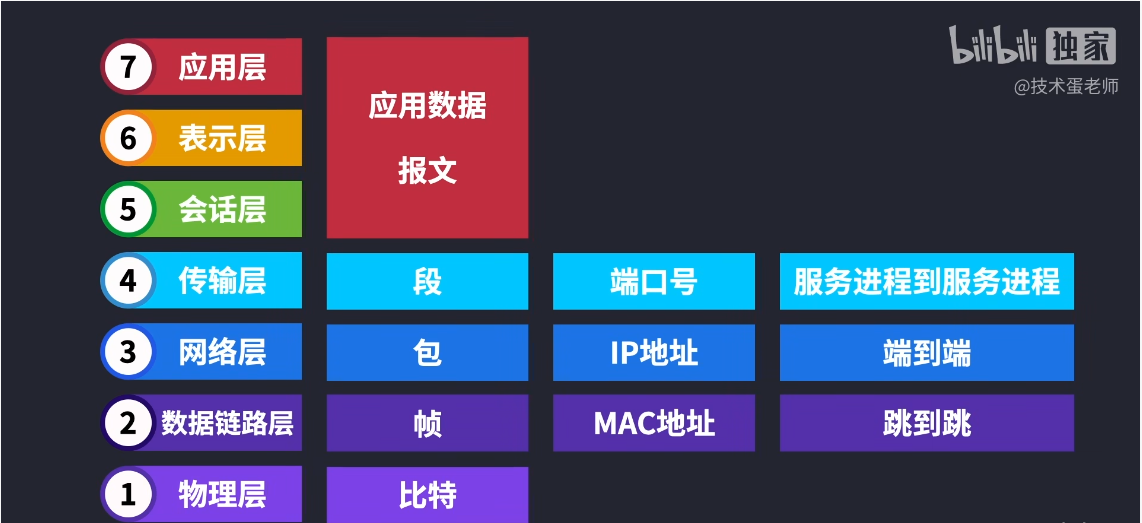 bilibili 独家
@技术蛋老师
7 应用层
应用数据
报文
6 表示层
5 会话层
4 传输层 段 端口号 服务进程到服务进程
3 网络层 包 IP地址 端到端
2 数据链路层 帧 MAC地址 跳到跳
1 物理层 比特